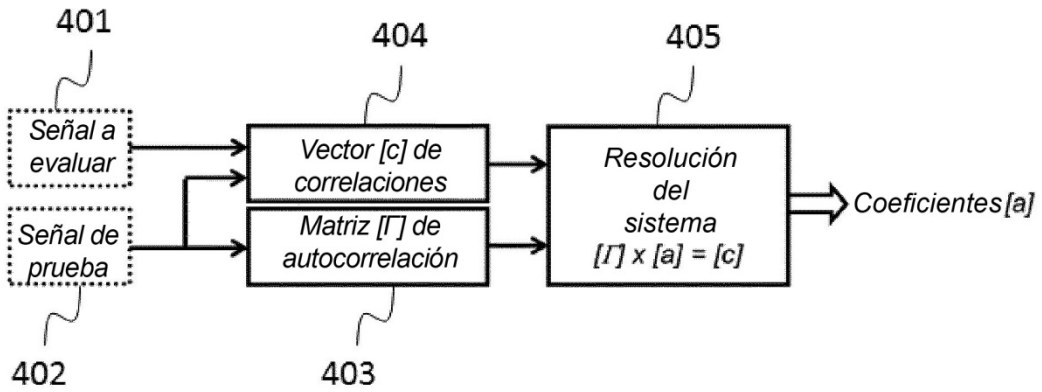 401
404
405
Señal a
evaluar
Vector [c] de
correlaciones
Resolución
del
sistema
[Γ] x [a] = [c]
Coeficientes [a]
Señal de
prueba
Matriz [Γ] de
autocorrelación
402
403